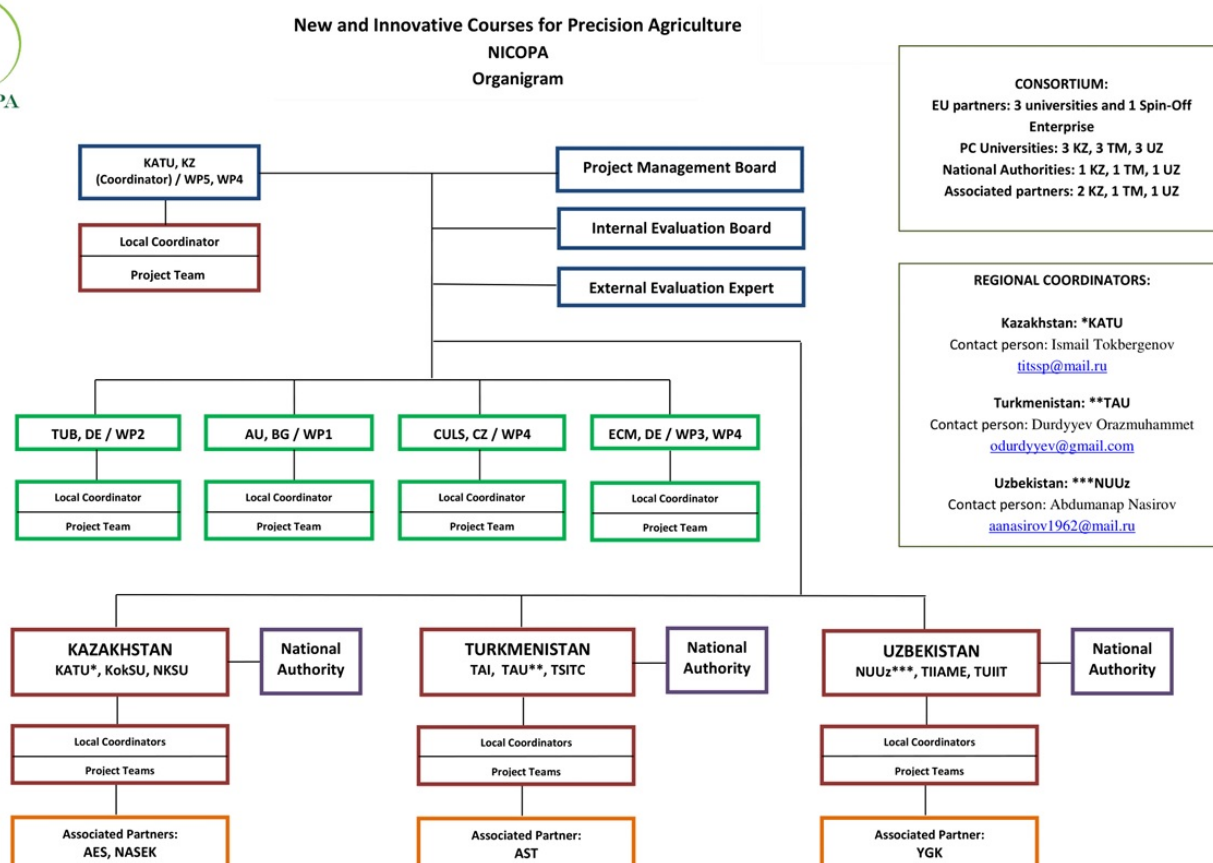 New and Innovative Courses for Precision Agriculture
NICOPA
Organigram
CONSORTIUM:
EU partners: 3 universities and 1 Spin-Off
Enterprise
PC Universities: 3 KZ, 3 TM, 3 UZ
National Authorities: 1 KZ, 1 TM, 1 UZ
Associated partners: 2 KZ, 1 TM, 1 UZ
KATU, KZ
(Coordinator) / WP5, WP4
Local Coordinator
Project Team
Project Management Board
Internal Evaluation Board
External Evaluation Expert
REGIONAL COORDINATORS:
Kazakhstan: *KATU
Contact person: Ismail Tokbergenov
titssp@mail.ru
Turkmenistan: **TAU
Contact person: Durdyyev Orazmuhammet
odurdyyev@gmail.com
Uzbekistan: ***NUUz
Contact person: Abdumanap Nasirov
aanasirov1962@mail.ru
TUB, DE / WP2
Local Coordinator
Project Team
AU, BG / WP1
Local Coordinator
Project Team
CULS, CZ / WP4
Local Coordinator
Project Team
ECM, DE / WP3, WP4
Local Coordinator
Project Team
KAZAKHSTAN
KATU*, KokSU, NKSU
National
Authority
Local Coordinators
Project Teams
Associated Partners:
AES, NASEK
TURKMENISTAN
TAI, TAU**, TSITC
National
Authority
Local Coordinators
Project Teams
Associated Partner:
AST
UZBEKISTAN
NUUz***, TIIAME, TUIIT
National
Authority
Local Coordinators
Project Teams
Associated Partner:
YGK